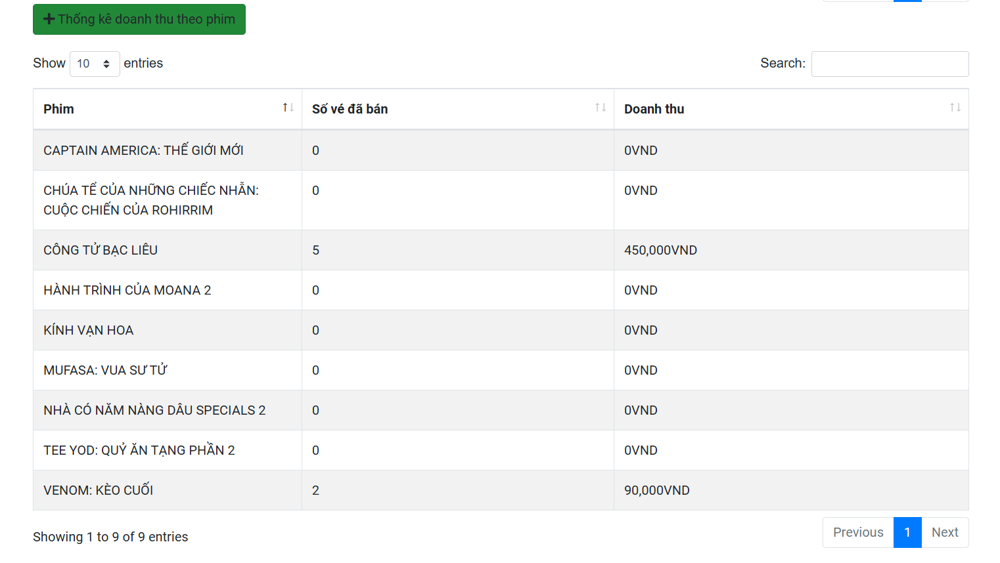 Thống kê doanh thu theo phim
Show 10 entries
Search:
Phim Số vé đã bán Doanh thu
CAPTAIN AMERICA: THẾ GIỚI MỚI 0 0VND
CHÚA TỂ CỦA NHỮNG CHIẾC NHẪN: 0 0VND
CUỘC CHIẾN CỦA ROHIRRIM
CÔNG TỬ BẠC LIÊU 5 450,000VND
HÀNH TRÌNH CỦA MOANA 2 0 0VND
KÍNH VẠN HOA 0 0VND
MUFASA: VUA SƯ TỬ 0 0VND
NHÀ CÓ NĂM NÀNG DÂU SPECIALS 2 0 0VND
TEE YOD: QUỶ ĂN TẠNG PHẦN 2 0 0VND
VENOM: KÈO CUỐI 2 90,000VND
Showing 1 to 9 of 9 entries
Previous 1 Next